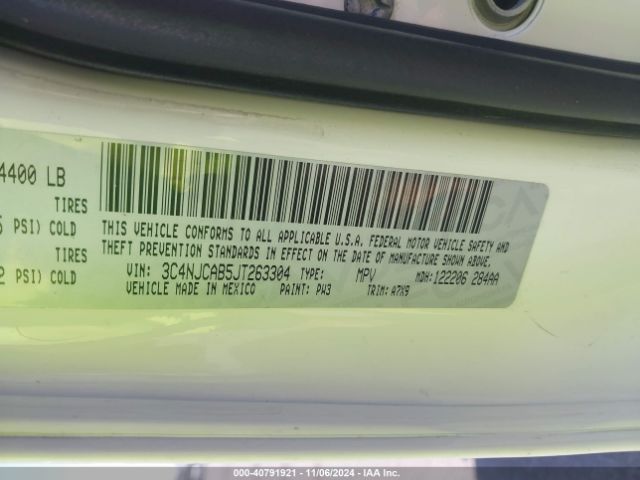 4400 LB
TIRES
PSI) COLD
TIRES
PSI) COLD
THIS VEHICLE CONFORMS TO ALL APPLICABLE U.S.A. FEDERAL MOTOR VEHICLE SAFETY AND
THEFT PREVENTION STANDARDS IN EFFECT ON THE DATE OF MANUFACTURE SHOWN ABOVE.
VIN: 3C4NJCAB5JT263304 TYPE: MPV MDH: 122206 284AA
VEHICLE MADE IN MEXICO PAINT: PW3 TRIM: A7X9
000-40791921 - 11/06/2024 - IAA Inc.